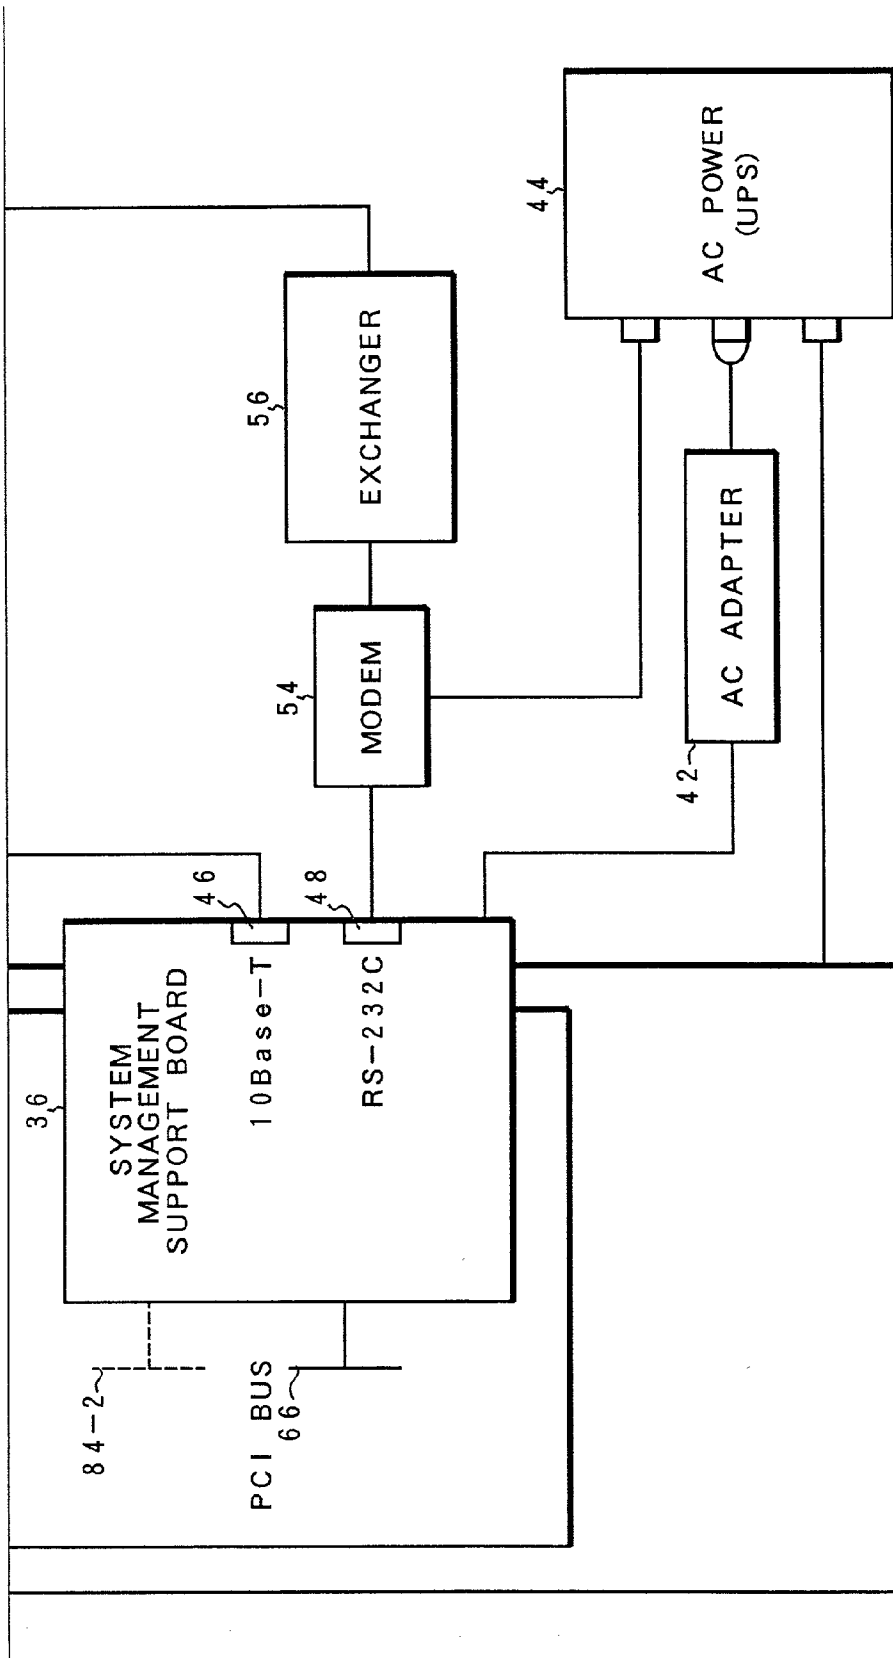 36
SYSTEM
MANAGEMENT
SUPPORT BOARD
84-2
10Base-T
46
PCI BUS
66
RS-232C
48
54
MODEM
56
EXCHANGER
42
AC ADAPTER
44
AC POWER
(UPS)